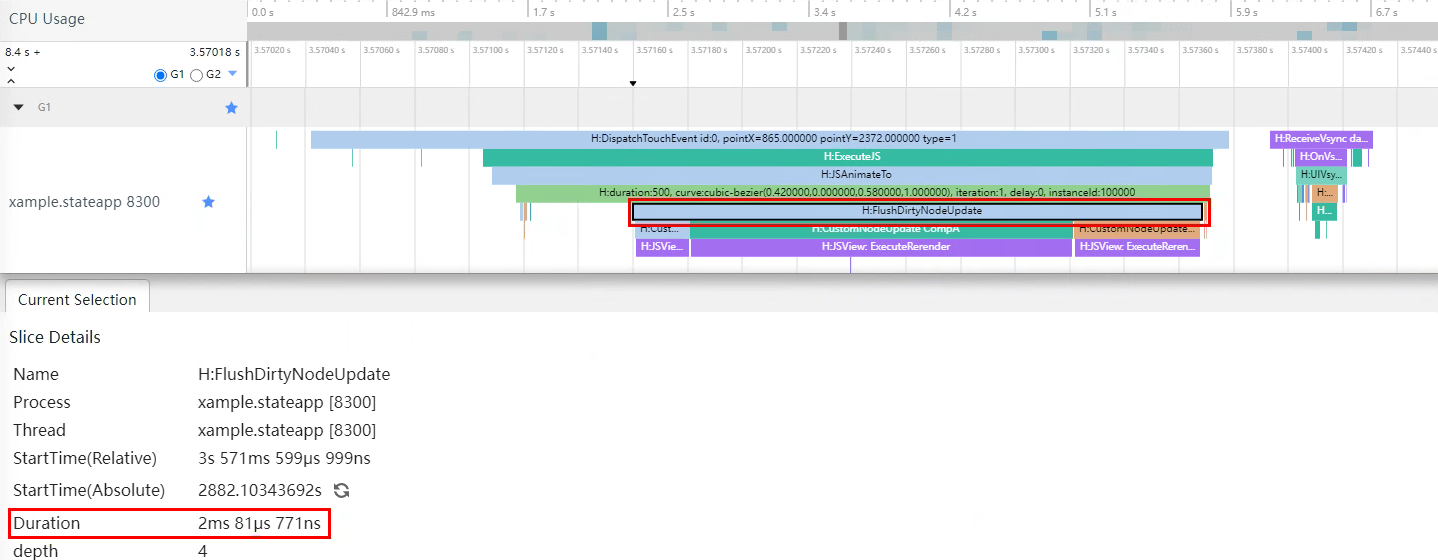 CPU Usage
0.0 s 842.9 ms 1.7 s 2.5 s 3.4 s 4.2 s 5.1 s 5.9 s 6.7 s
8.4 s + 3.57018 s
3.57020 s 3.57040 s 3.57060 s 3.57080 s 3.57100 s 3.57120 s 3.57140 s 3.57160 s 3.57180 s 3.57200 s 3.57220 s 3.57240 s 3.57260 s 3.57280 s 3.57300 s 3.57320 s 3.57340 s 3.57360 s 3.57380 s 3.57400 s 3.57420 s 3.57440 s
G1 G2
G1
H:DispatchTouchEvent id:0, pointX=865.000000 pointY=2372.000000 type=1 H:ReceiveVsync da...
H:ExecuteJS H:OnVs...
H:JSAnimateTo H:UIVsy...
H:duration:500, curve:cubic-bezier(0.420000,0.000000,0.580000,1.000000), iteration:1, delay:0, instanceId:100000 H:...
xample.stateapp 8300
H:FlushDirtyNodeUpdate H...
H:Cust... H:CustomNodeUpdate CompA H:CustomNodeUpdate...
H:JSVie... H:JSView: ExecuteRerender H:JSView: ExecuteReren...
Current Selection
Slice Details
Name H:FlushDirtyNodeUpdate
Process xample.stateapp [8300]
Thread xample.stateapp [8300]
StartTime(Relative) 3s 571ms 599μs 999ns
StartTime(Absolute) 2882.10343692s
Duration 2ms 81μs 771ns
depth 4